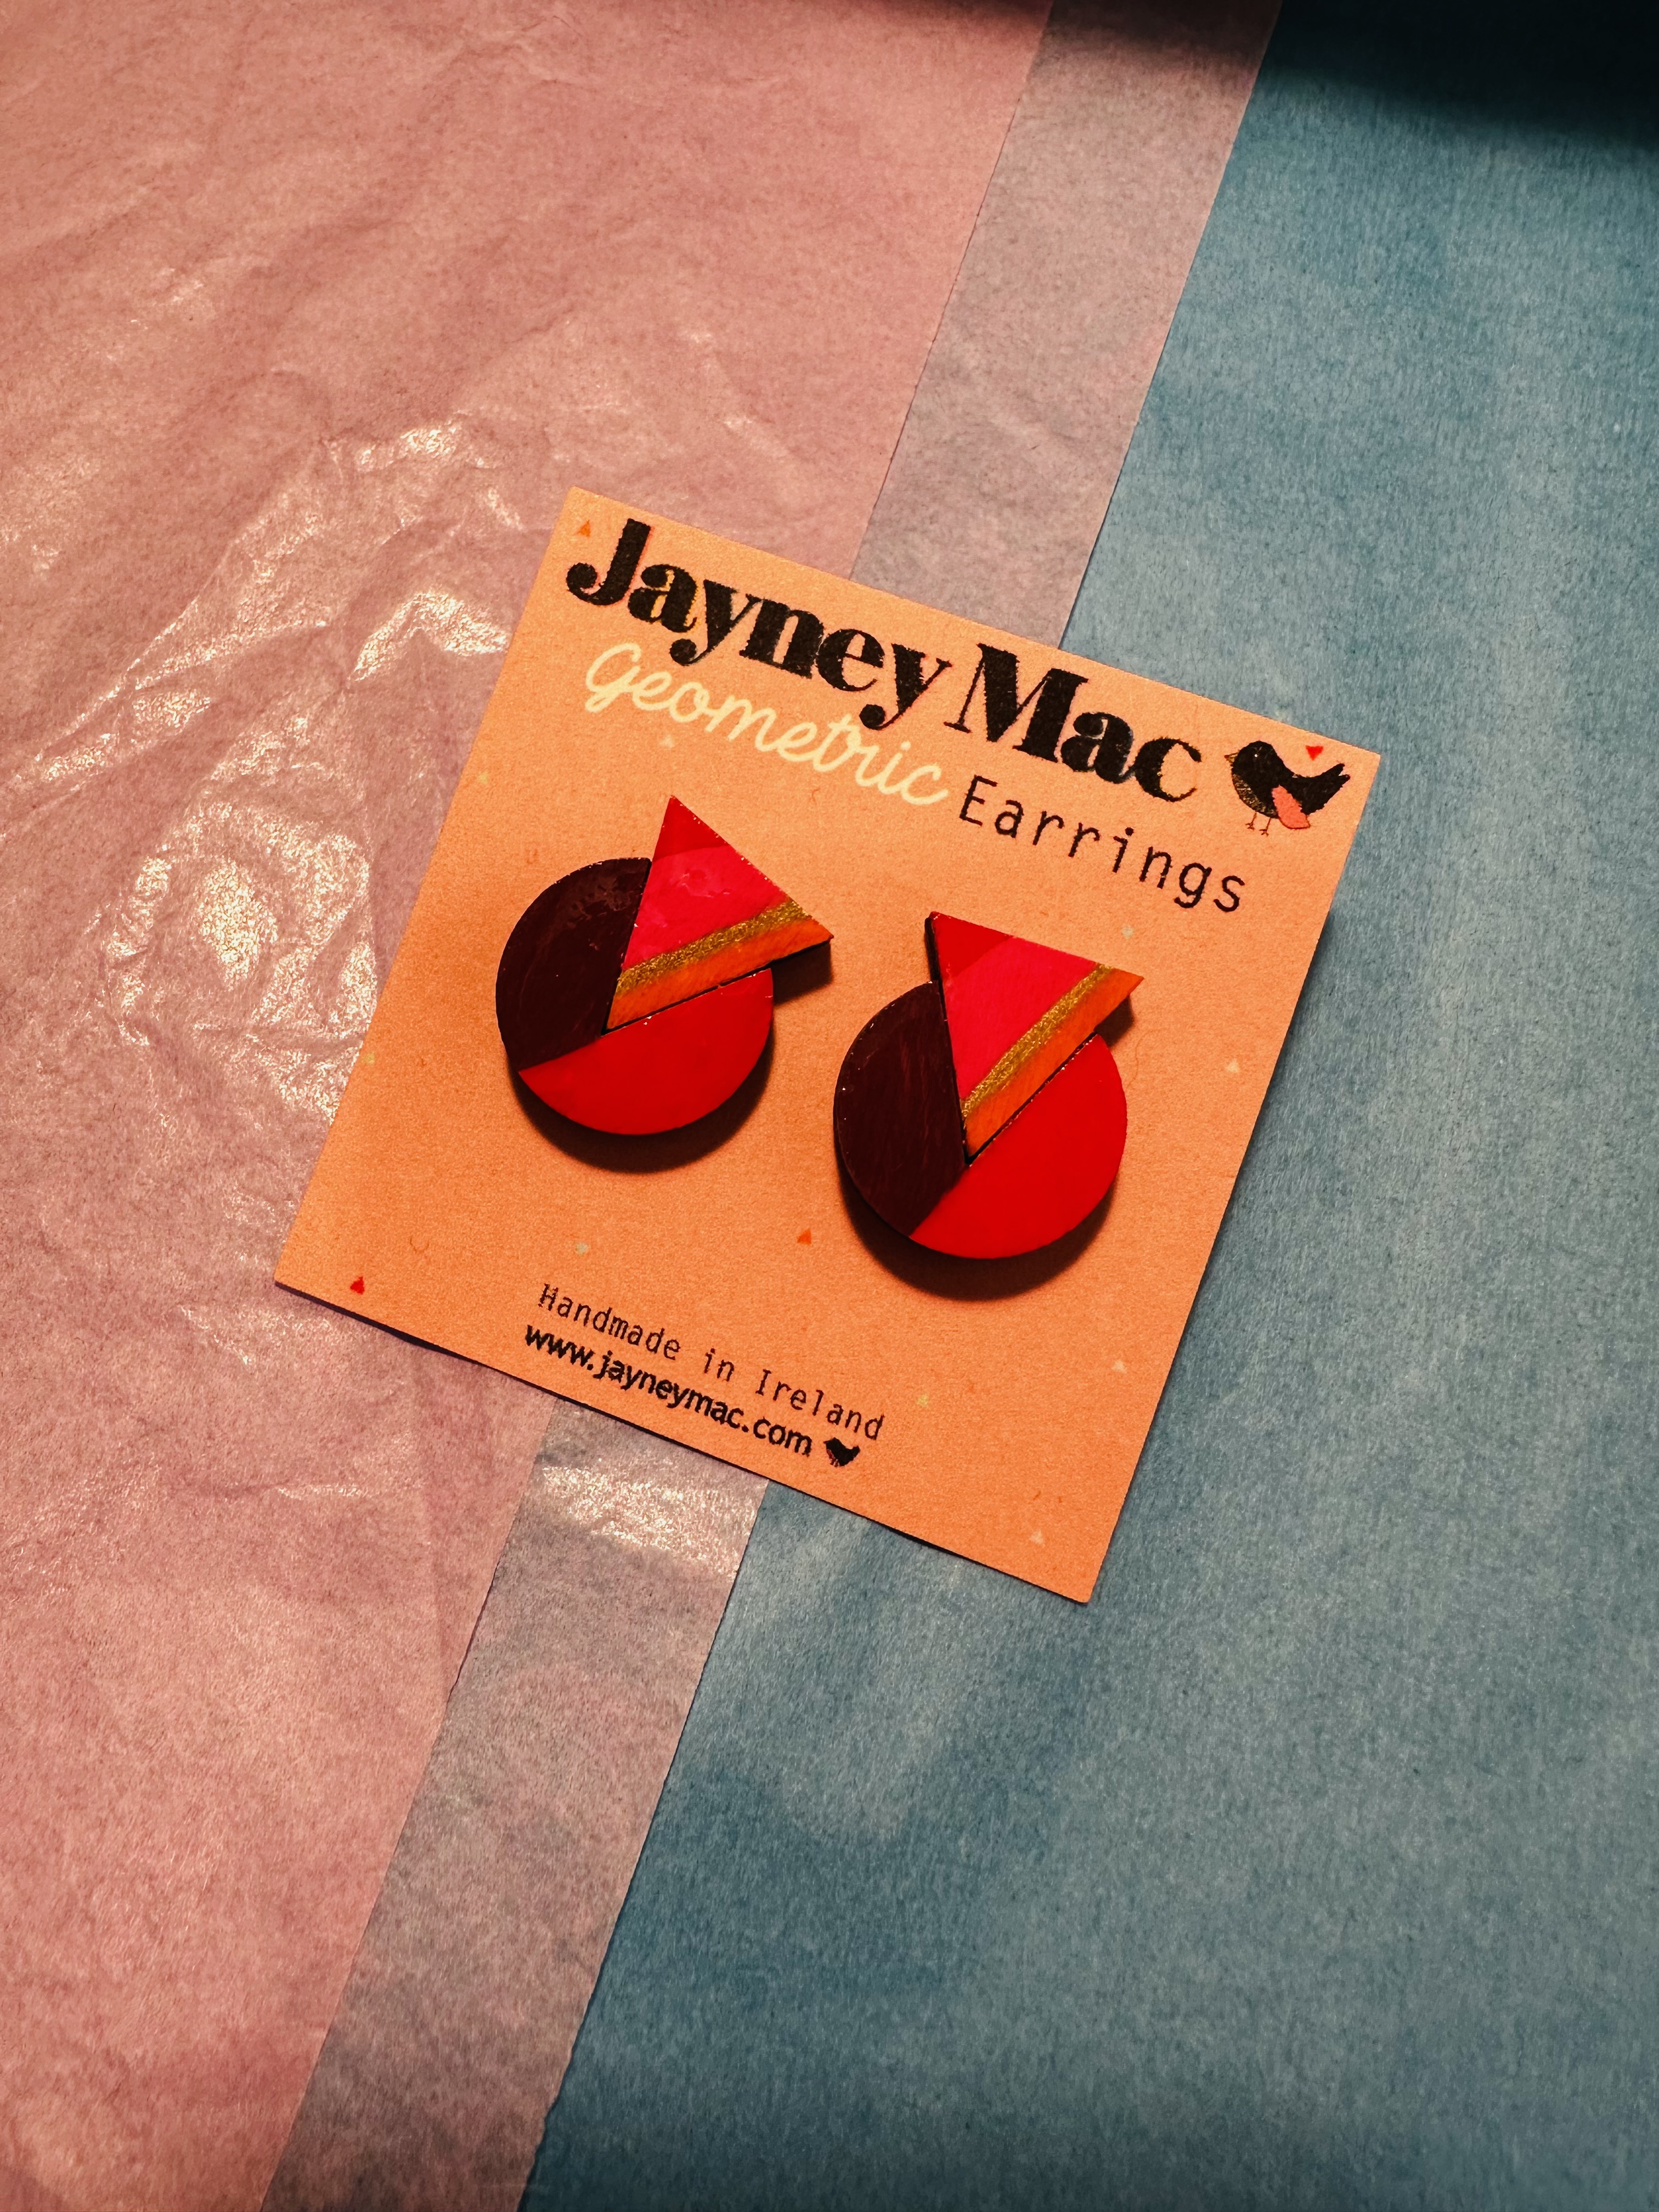 Jayney Mac
Geometric Earrings
Handmade in Ireland
www.jayneymac.com